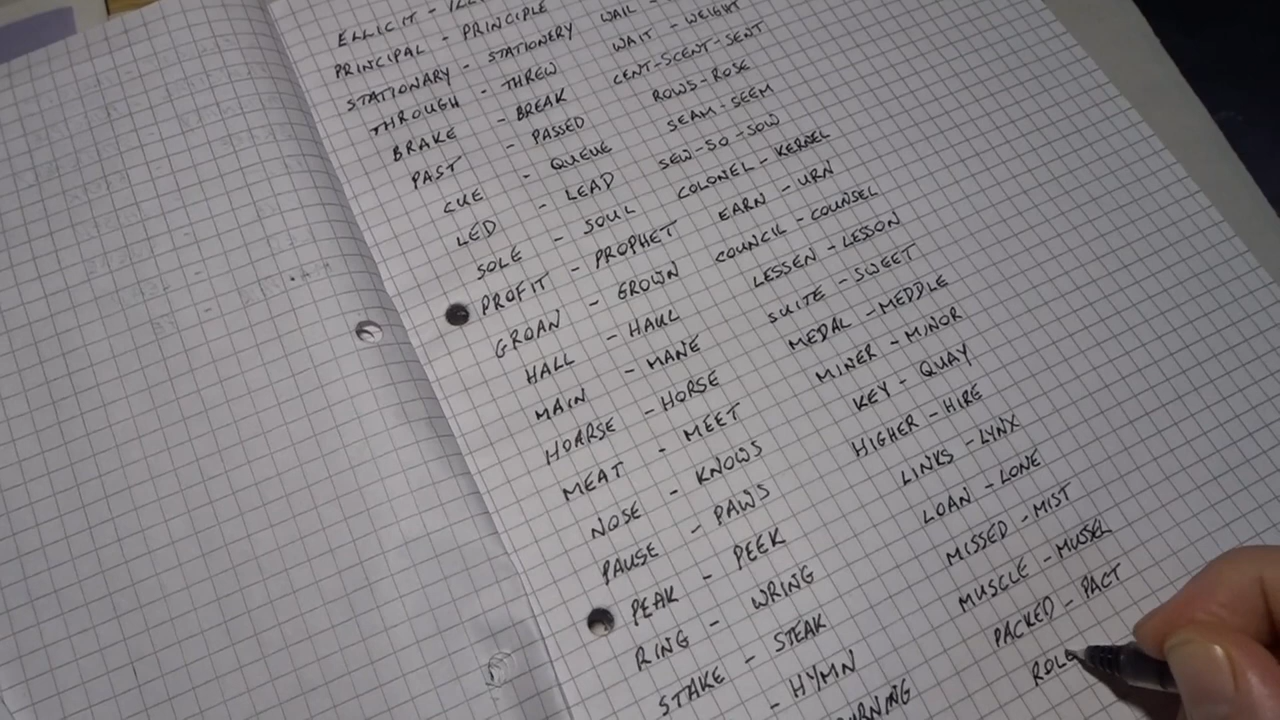 ELLICIT -
PRINCIPAL - PRINCIPLE
STATIONARY - STATIONERY
THROUGH - THREW
BRAKE - BREAK
PAST - PASSED
CUE - QUEUE
LED - LEAD
SOLE - SOUL
PROFIT - PROPHET
GROAN - GROWN
HALL - HAUL
MAIN - MANE
HOARSE - HORSE
MEAT - MEET
NOSE - KNOWS
PAUSE - PAWS
PEAK - PEEK
RING - WRING
STAKE - STEAK
- HYMN
WAIL -
WAIT - WEIGHT
CENT-SCENT-SENT
ROWS-ROSE
SEAM-SEEM
SEW-SO-SOW
COLONEL - KERNEL
EARN - URN
COUNCIL - COUNSEL
LESSEN - LESSON
SUITE - SWEET
MEDAL - MEDDLE
MINER - MINOR
KEY - QUAY
HIGHER - HIRE
LINKS - LYNX
LOAN - LONE
MISSED - MIST
MUSCLE - MUSSEL
PACKED - PACT